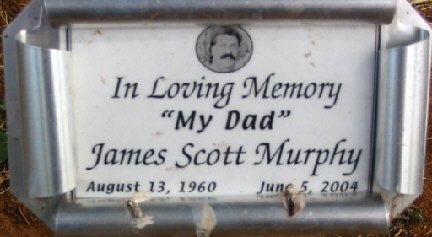 In Loving Memory
"My Dad"
James Scott Murphy
August 13, 1960 June 5, 2004